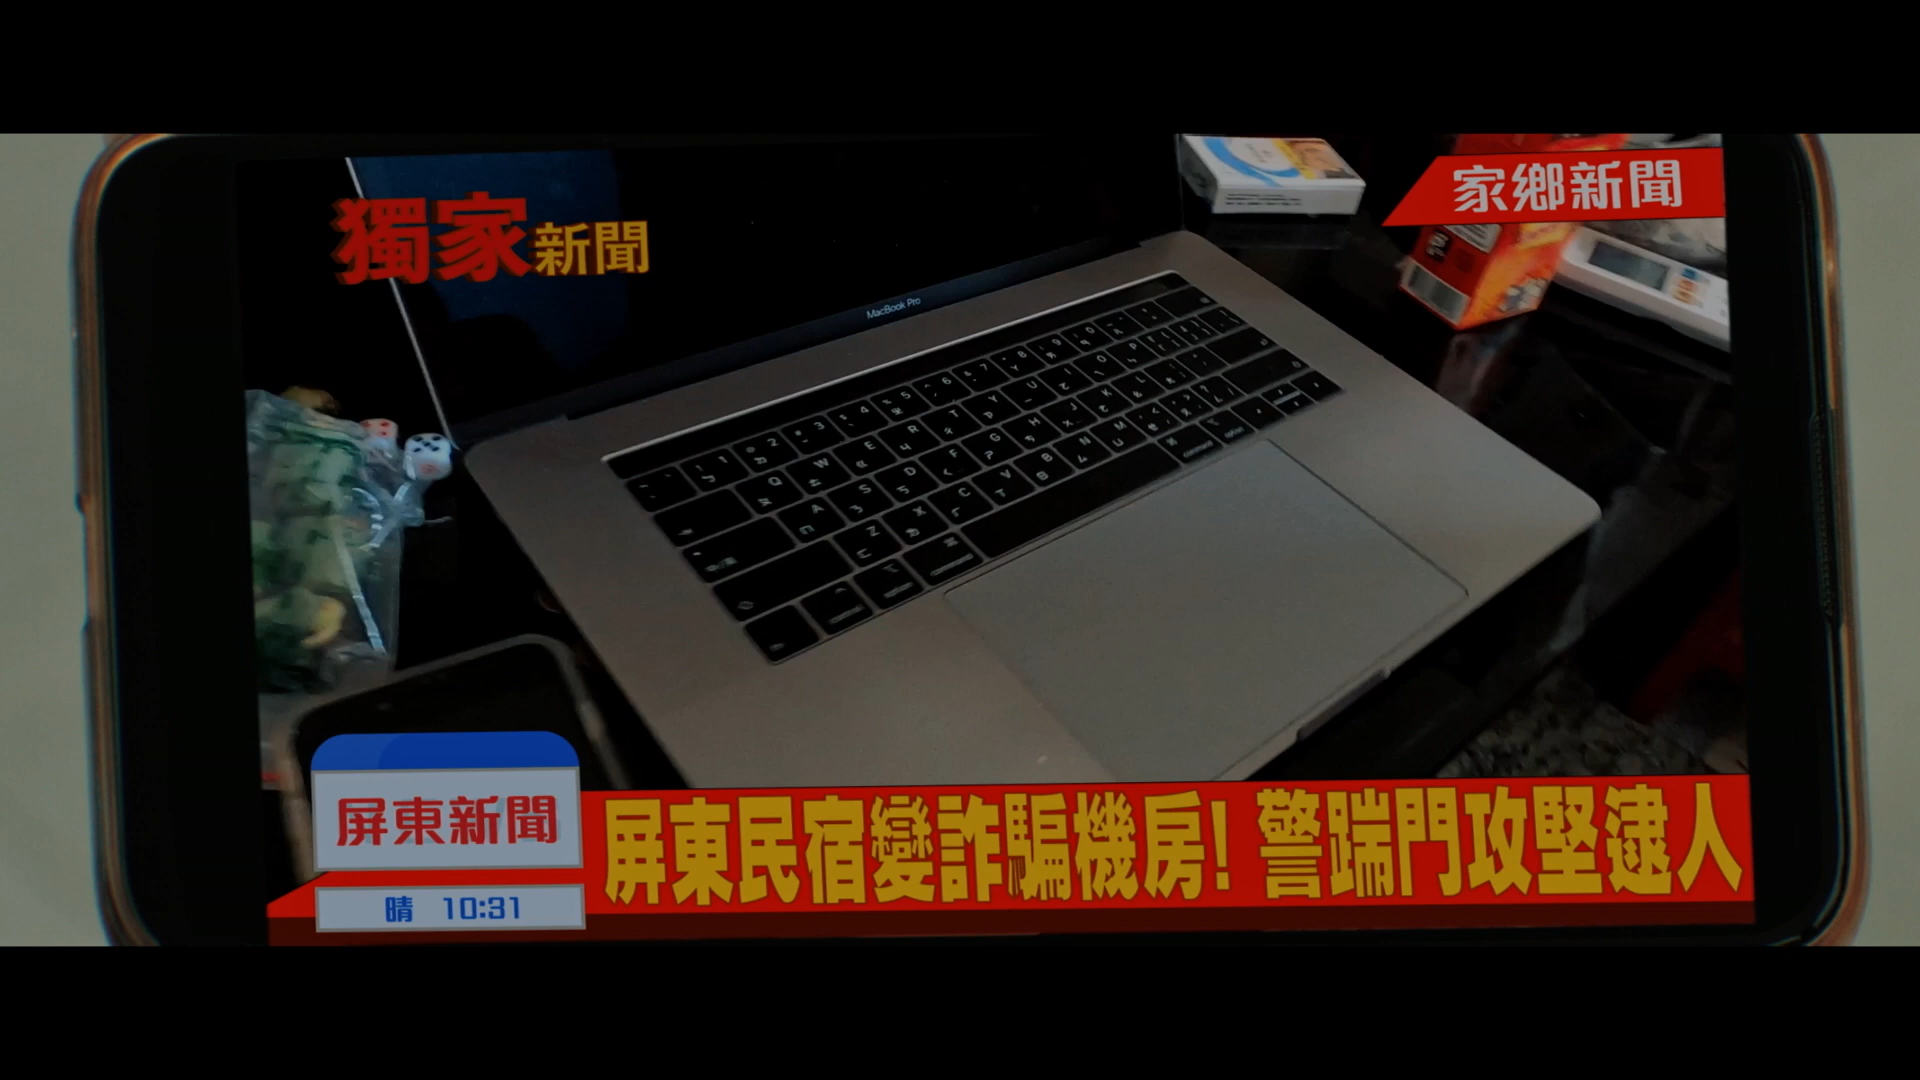 家鄉新聞
獨家新聞
MacBook Pro
屏東新聞
屏東民宿變詐騙機房! 警踹門攻堅逮人
晴 10:31